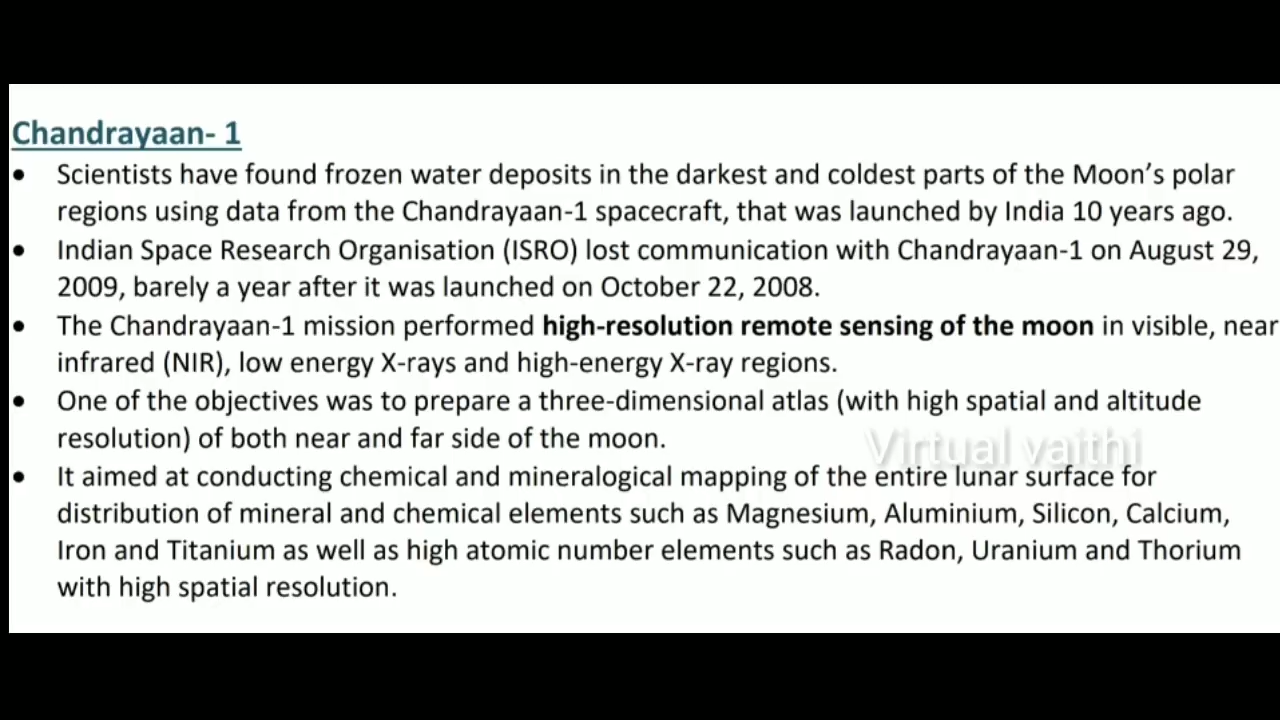 Chandrayaan- 1
• Scientists have found frozen water deposits in the darkest and coldest parts of the Moon's polar
regions using data from the Chandrayaan-1 spacecraft, that was launched by India 10 years ago.
• Indian Space Research Organisation (ISRO) lost communication with Chandrayaan-1 on August 29,
2009, barely a year after it was launched on October 22, 2008.
• The Chandrayaan-1 mission performed high-resolution remote sensing of the moon in visible, near
infrared (NIR), low energy X-rays and high-energy X-ray regions.
• One of the objectives was to prepare a three-dimensional atlas (with high spatial and altitude
resolution) of both near and far side of the moon.
Virtual vaithi
• It aimed at conducting chemical and mineralogical mapping of the entire lunar surface for
distribution of mineral and chemical elements such as Magnesium, Aluminium, Silicon, Calcium,
Iron and Titanium as well as high atomic number elements such as Radon, Uranium and Thorium
with high spatial resolution.